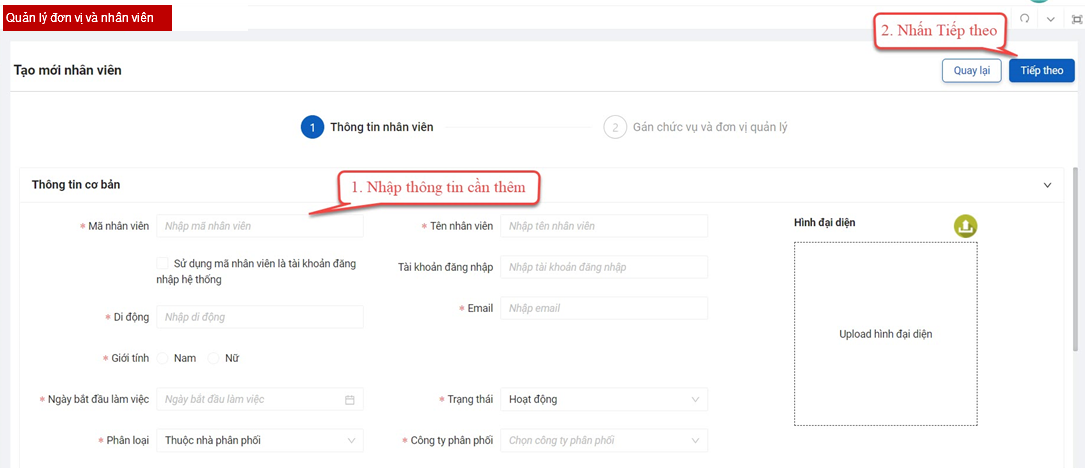 Quản lý đơn vị và nhân viên
2. Nhấn Tiếp theo
Tạo mới nhân viên
Quay lại
Tiếp theo
1 Thông tin nhân viên
2 Gán chức vụ và đơn vị quản lý
Thông tin cơ bản
1. Nhập thông tin cần thêm
* Mã nhân viên Nhập mã nhân viên
* Tên nhân viên Nhập tên nhân viên
Hình đại diện
Sử dụng mã nhân viên là tài khoản đăng
nhập hệ thống
Tài khoản đăng nhập Nhập tài khoản đăng nhập
* Di động Nhập di động
* Email Nhập email
Upload hình đại diện
* Giới tính Nam Nữ
* Ngày bắt đầu làm việc Ngày bắt đầu làm việc
* Trạng thái Hoạt động
* Phân loại Thuộc nhà phân phối
* Công ty phân phối Chọn công ty phân phối